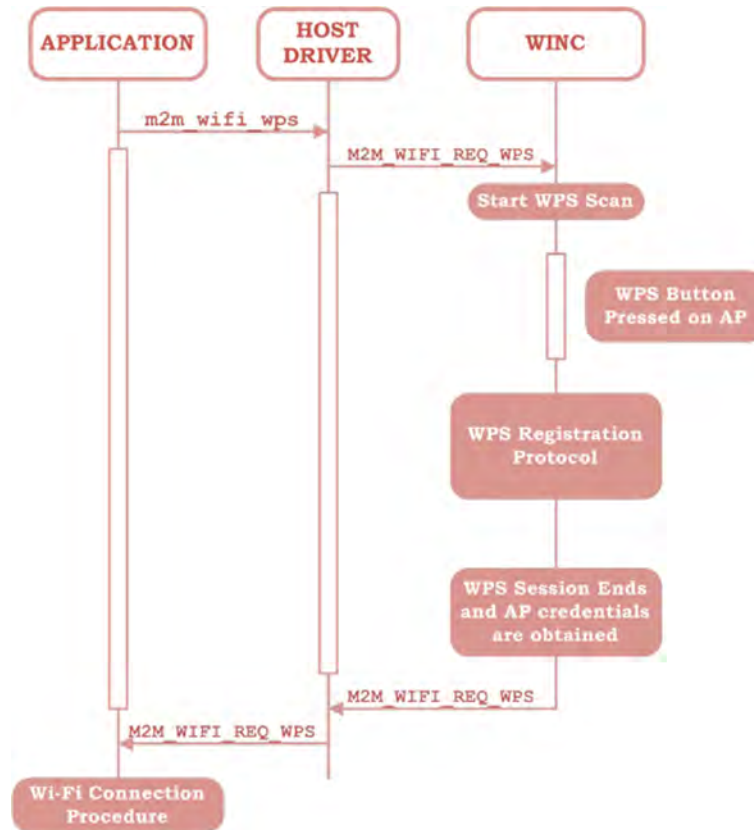 APPLICATION
HOST
DRIVER
WINC
m2m_wifi_wps
M2M_WIFI_REQ_WPS
Start WPS Scan
WPS Button
Pressed on AP
WPS Registration
Protocol
WPS Session Ends
and AP credentials
are obtained
M2M_WIFI_REQ_WPS
M2M_WIFI_REQ_WPS
Wi-Fi Connection
Procedure